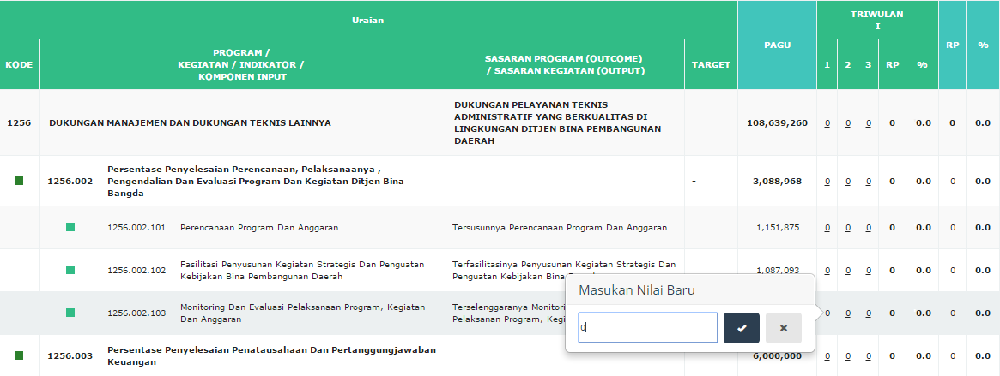 Uraian
PAGU
TRIWULAN
I
RP
%
KODE
PROGRAM /
KEGIATAN / INDIKATOR /
KOMPONEN INPUT
SASARAN PROGRAM (OUTCOME)
/ SASARAN KEGIATAN (OUTPUT)
TARGET
1 2 3 RP %
1256 DUKUNGAN MANAJEMEN DAN DUKUNGAN TEKNIS LAINNYA
DUKUNGAN PELAYANAN TEKNIS
ADMINISTRATIF YANG BERKUALITAS DI
LINGKUNGAN DITJEN BINA PEMBANGUNAN
DAERAH
108,639,260 0 0 0 0 0.0 0 0.0
1256.002
Persentase Penyelesaian Perencanaan, Pelaksanaanya ,
Pengendalian Dan Evaluasi Program Dan Kegiatan Ditjen Bina
Bangda
- 3,088,968 0 0 0 0 0.0 0 0.0
1256.002.101 Perencanaan Program Dan Anggaran Tersusunnya Perencanaan Program Dan Anggaran 1,151,875 0 0 0 0 0.0 0 0.0
1256.002.102
Fasilitasi Penyusunan Kegiatan Strategis Dan Penguatan
Kebijakan Bina Pembangunan Daerah
Terfasilitasinya Penyusunan Kegiatan Strategis Dan
Penguatan Kebijakan Bina
1,087,093 0 0 0 0 0.0 0 0.0
1256.002.103
Monitoring Dan Evaluasi Pelaksanaan Program, Kegiatan
Dan Anggaran
Terselenggaranya
Pelaksanan Program,
0 0 0 0 0.0 0 0.0
Masukan Nilai Baru
0
1256.003
Persentase Penyelesaian Penatausahaan Dan Pertanggungjawaban
Keuangan
6,000,000 0 0 0 0 0.0 0 0.0